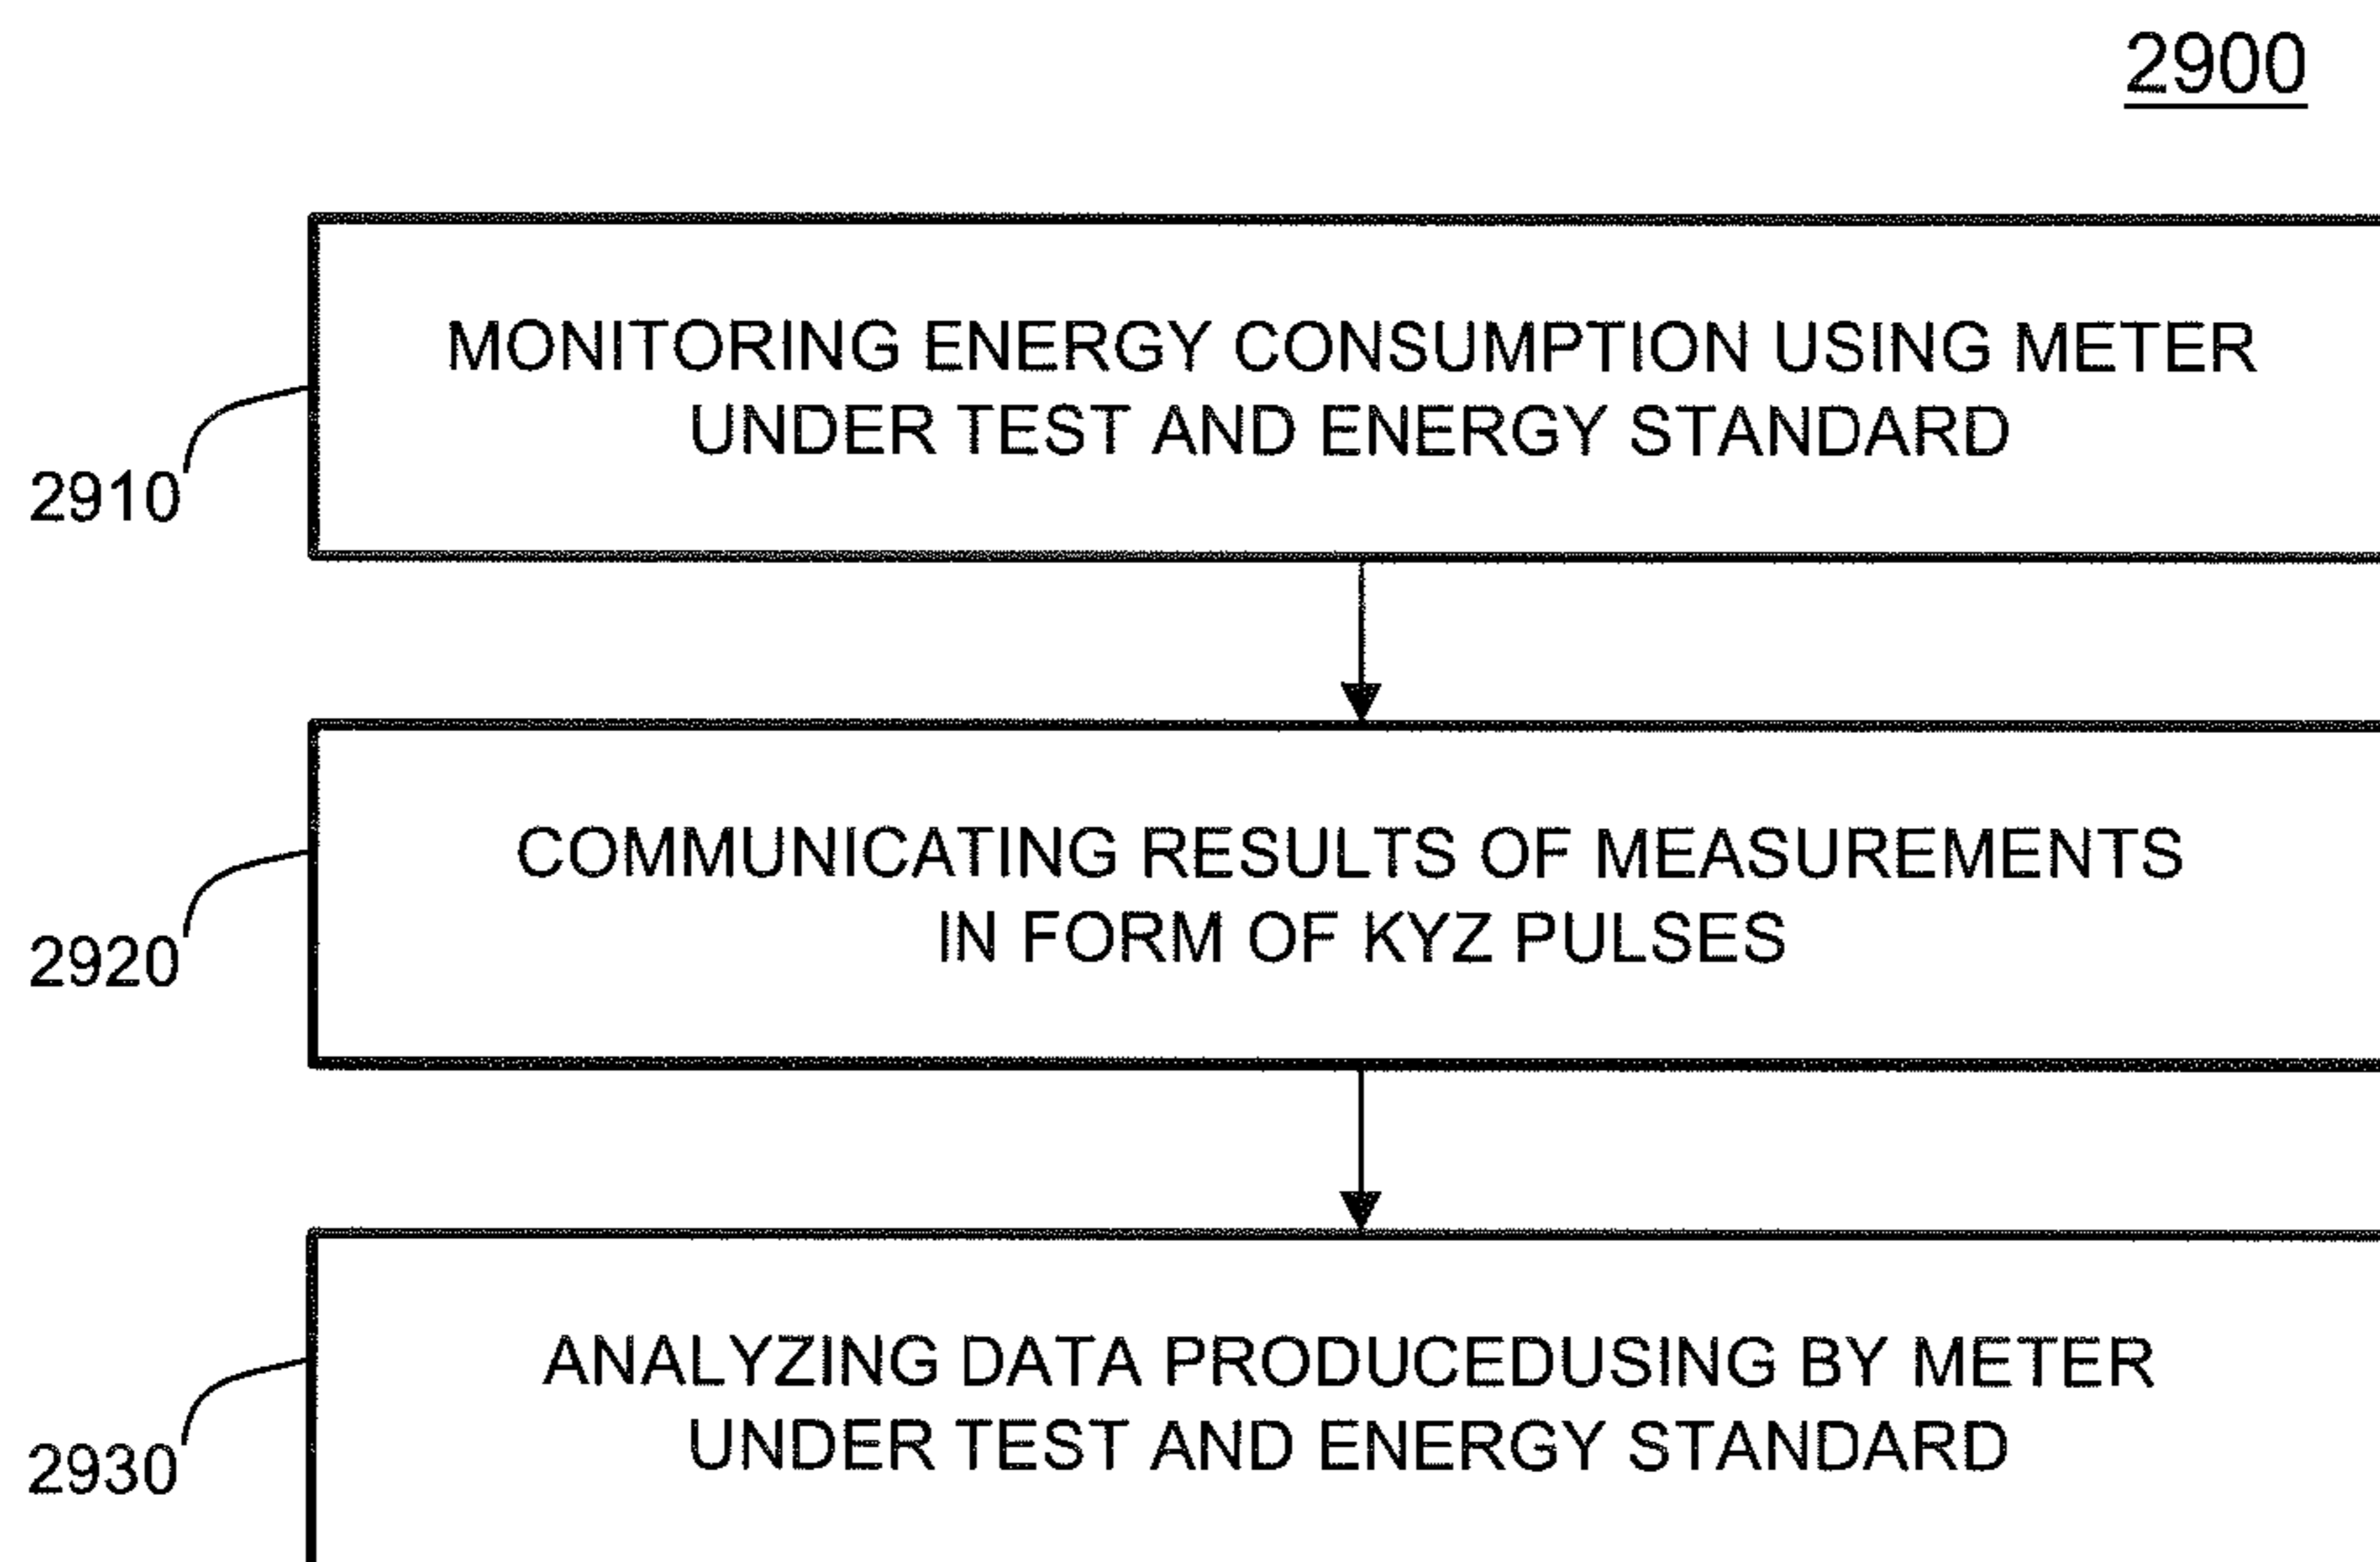 2900
MONITORING ENERGY CONSUMPTION USING METER
UNDER TEST AND ENERGY STANDARD
2910
COMMUNICATING RESULTS OF MEASUREMENTS
IN FORM OF KYZ PULSES
2920
ANALYZING DATA PRODUCEDUSING BY METER
UNDER TEST AND ENERGY STANDARD
2930